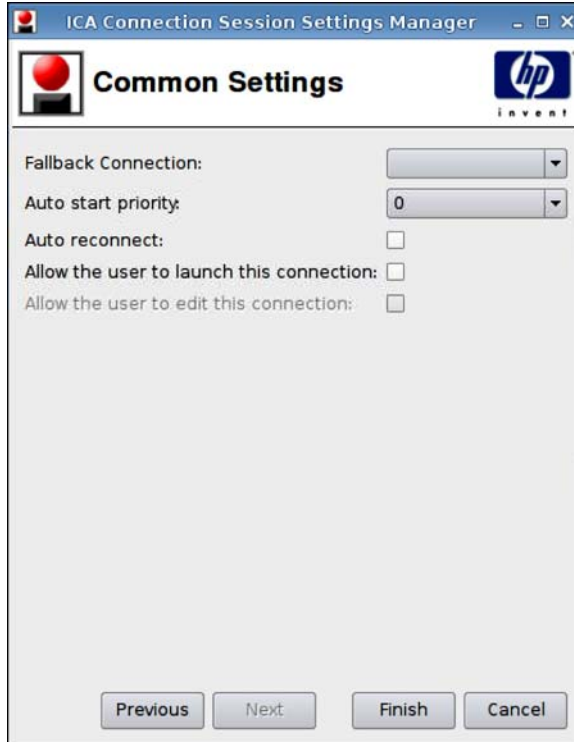 ICA Connection Session Settings Manager
Common Settings
hp
invent
Fallback Connection:
Auto start priority: 0
Auto reconnect:
Allow the user to launch this connection:
Allow the user to edit this connection:
Previous Next Finish Cancel